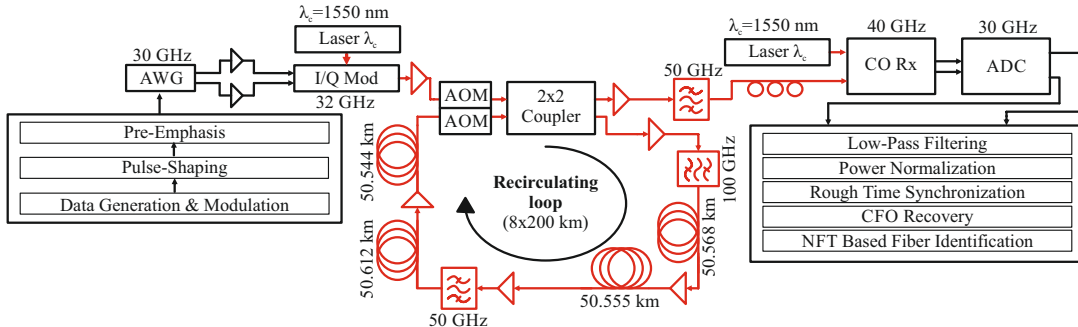 λc=1550 nm
Laser λc
30 GHz
AWG
I/Q Mod
32 GHz
Pre-Emphasis
Pulse-Shaping
Data Generation & Modulation
AOM
AOM
2x2
Coupler
50.544 km
50.612 km
Recirculating
loop
(8x200 km)
50 GHz
50.555 km
50.568 km
100 GHz
50 GHz
λc=1550 nm
Laser λc
40 GHz
CO Rx
30 GHz
ADC
Low-Pass Filtering
Power Normalization
Rough Time Synchronization
CFO Recovery
NFT Based Fiber Identification